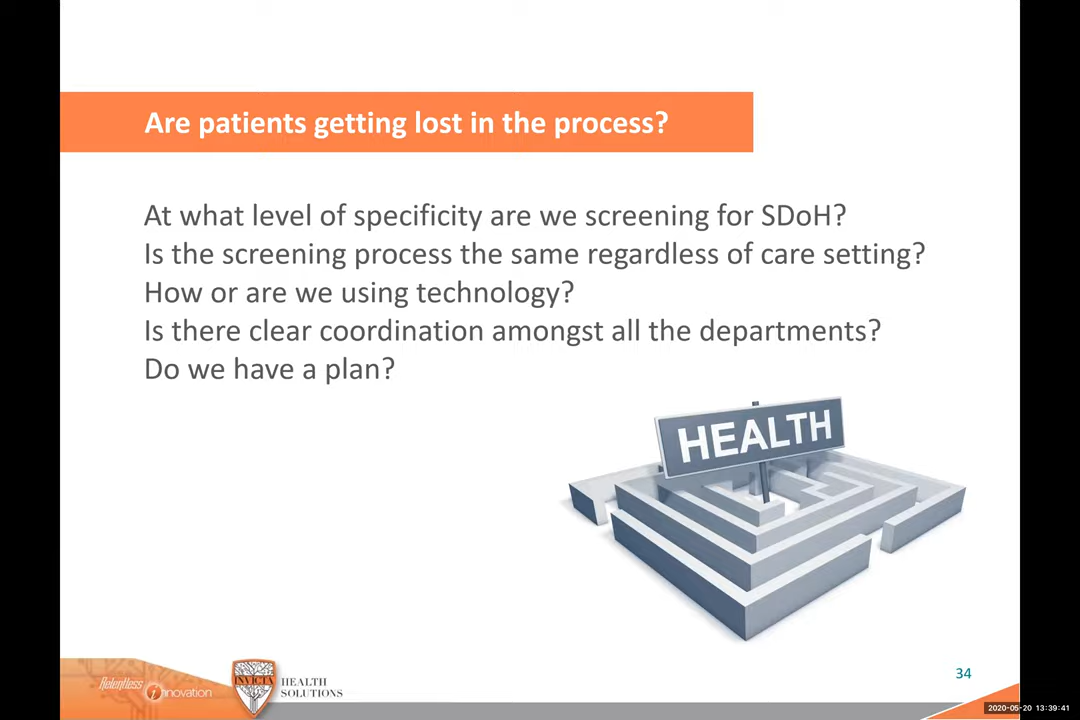 Are patients getting lost in the process?
At what level of specificity are we screening for SDoH?
Is the screening process the same regardless of care setting?
How or are we using technology?
Is there clear coordination amongst all the departments?
Do we have a plan?
HEALTH
Relentless innovation
INVICTA
HEALTH
SOLUTIONS
34
2020-05-20 13:39:41